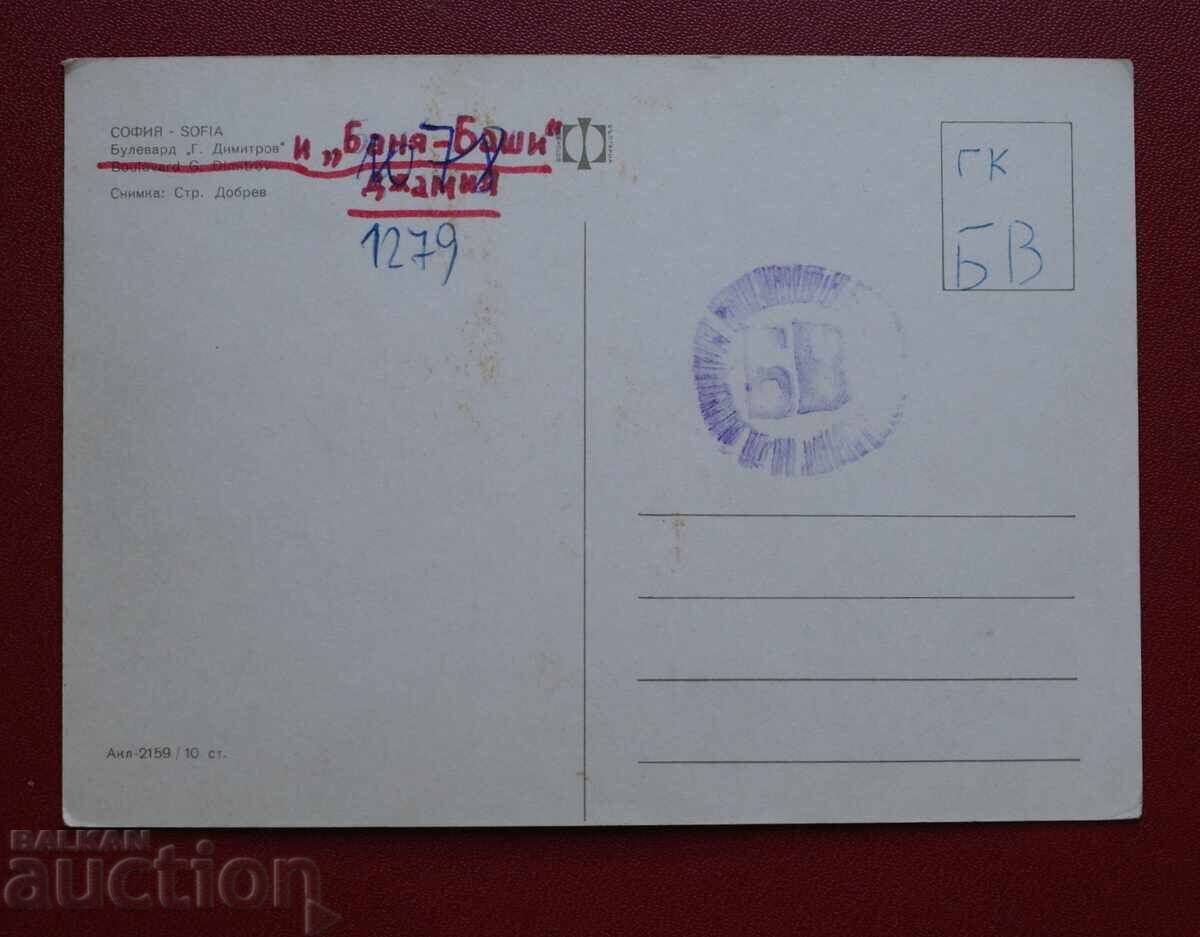 СОФИЯ - SOFIA
Булевард „Г. Димитров" и „Баня-Баши"
Boulevard G. Dimitrov
джамия
Снимка: Стр. Добрев
1279
ГК
БВ
БВ
Акл-2159 / 10 ст.
BALKAN
auction